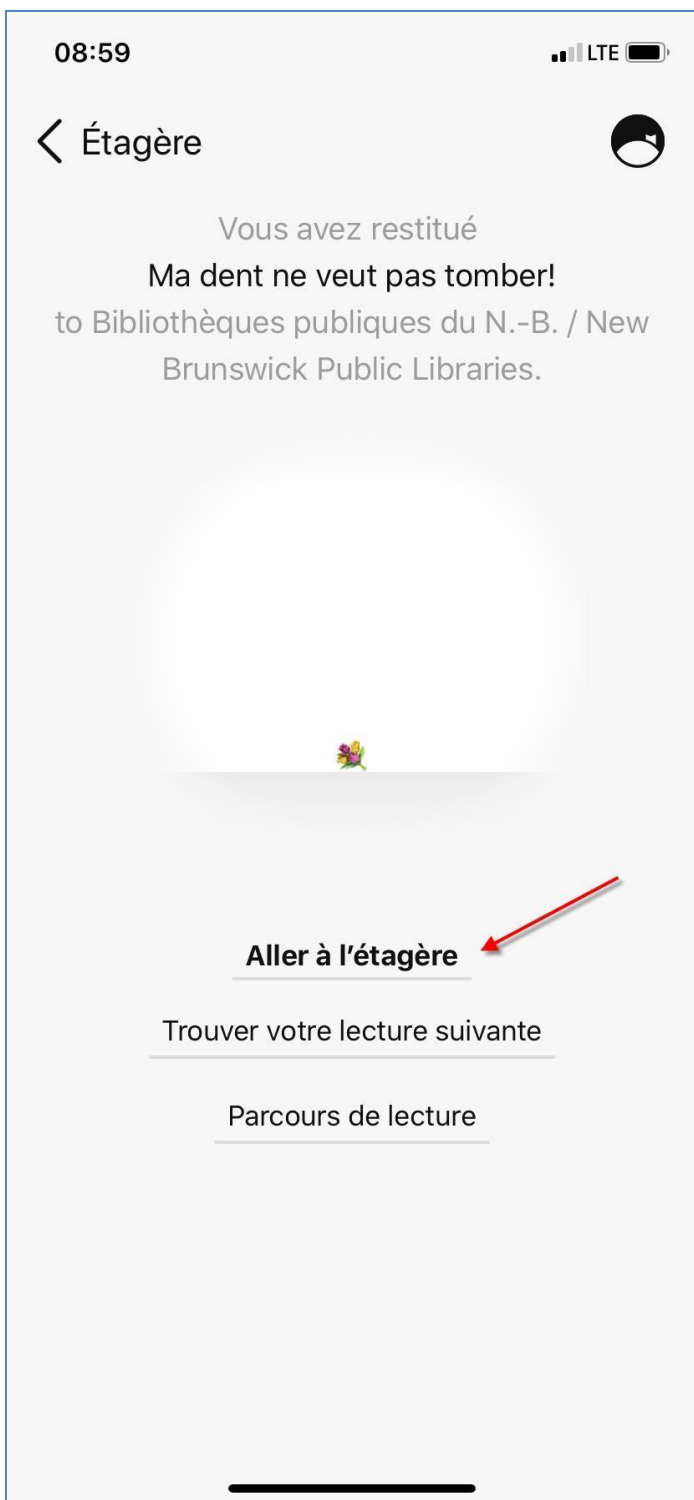 08:59
LTE
Étagère
Vous avez restitué
Ma dent ne veut pas tomber!
to Bibliothèques publiques du N.-B. / New
Brunswick Public Libraries.
Aller à l'étagère
Trouver votre lecture suivante
Parcours de lecture